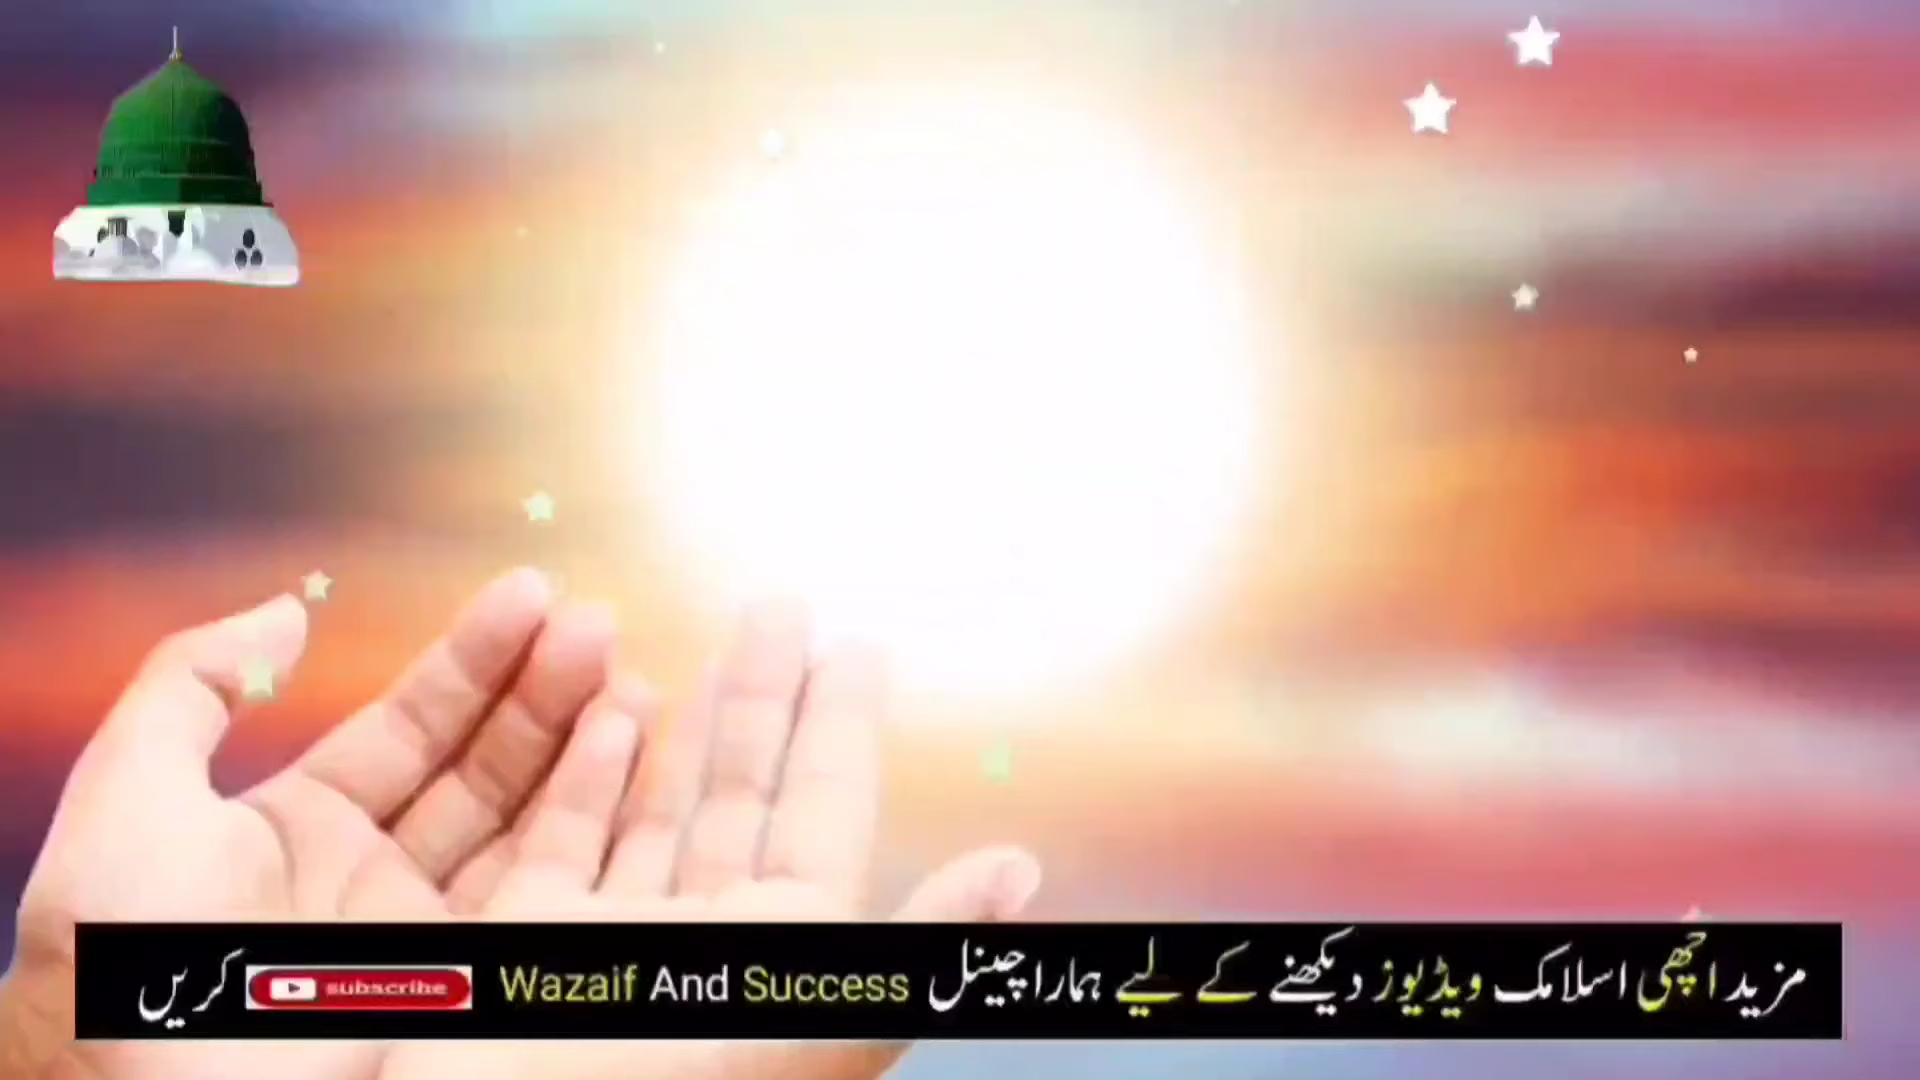 مزید اچھی اسلامک ویڈیوز دیکھنے کے لیے ہمارا چینل Wazaif And Success subscribe کریں